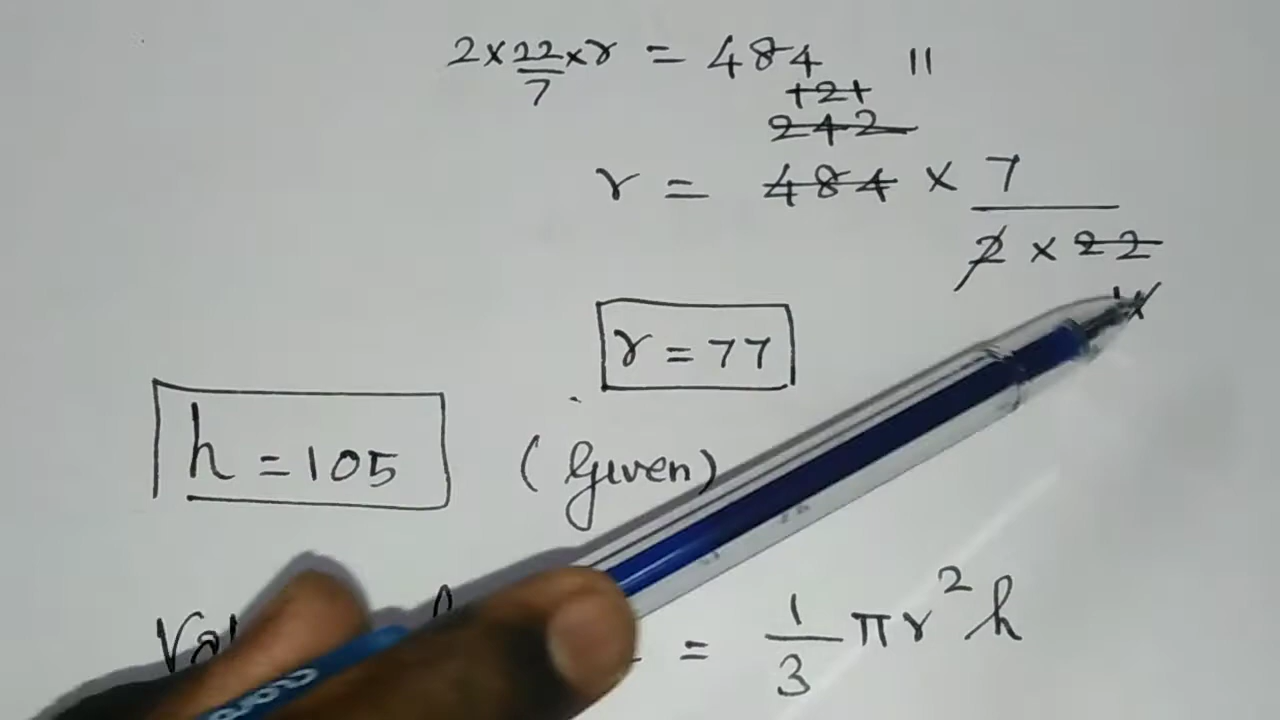 2 × 22/7 × r = 484 11
121
242
r = 484 × 7
2 × 22
r = 77
h = 105 (Given)
= 1/3 πr²h